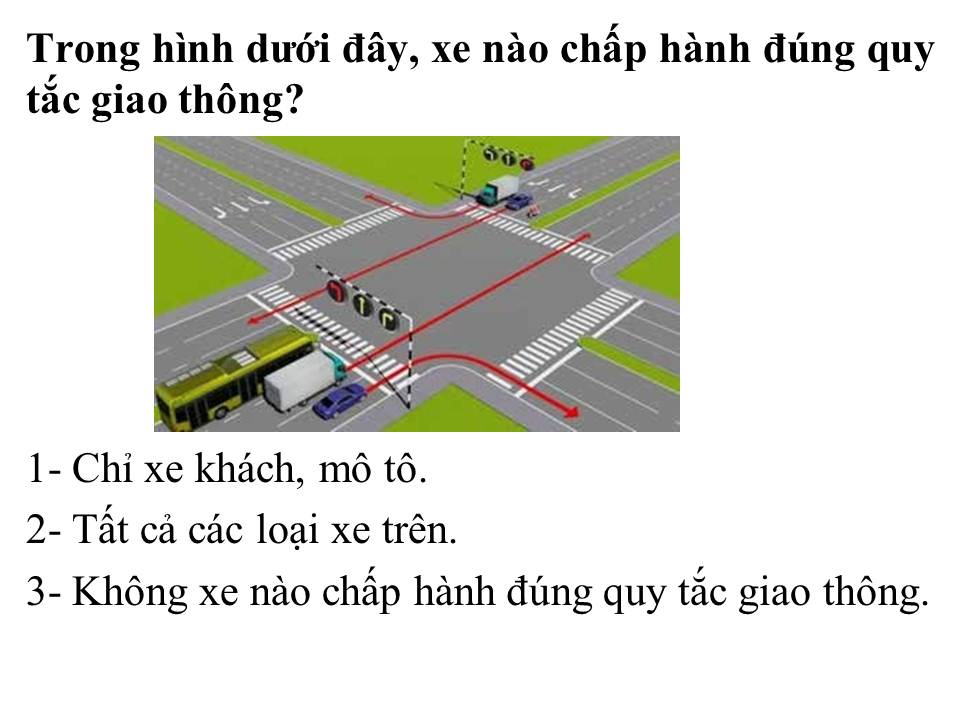 Trong hình dưới đây, xe nào chấp hành đúng quy
tắc giao thông?
1- Chỉ xe khách, mô tô.
2- Tất cả các loại xe trên.
3- Không xe nào chấp hành đúng quy tắc giao thông.